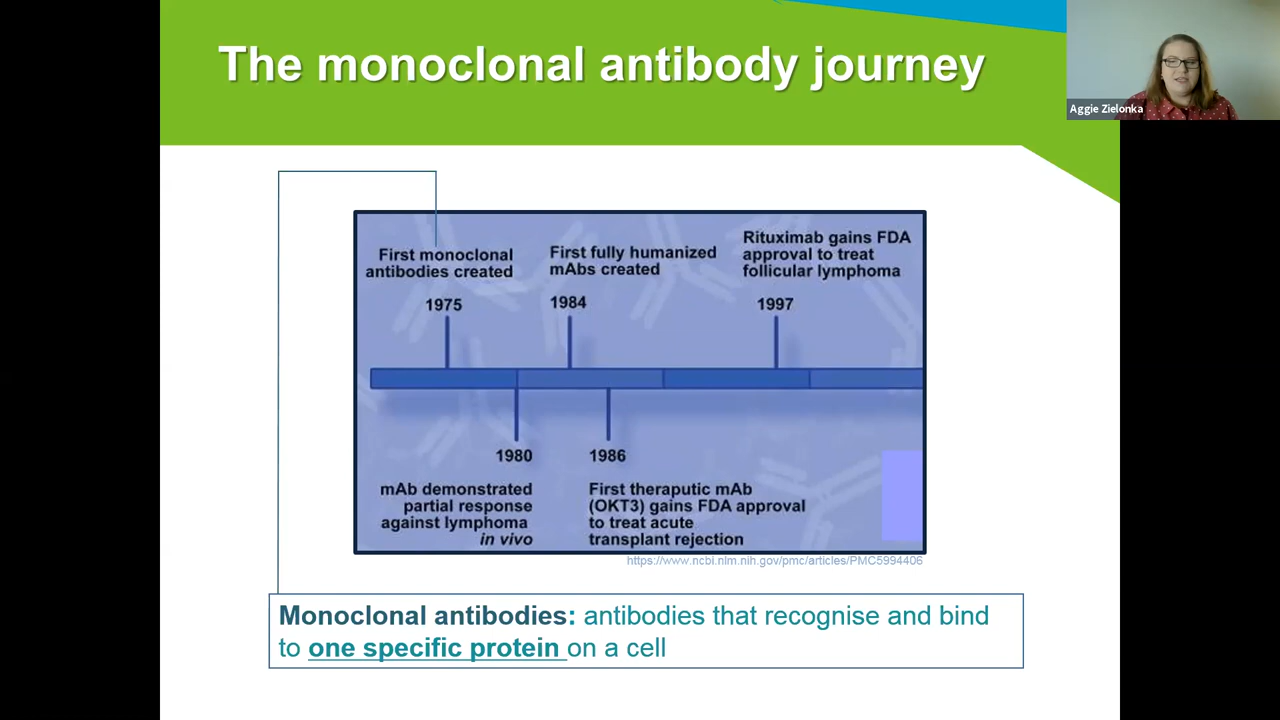 The monoclonal antibody journey
Aggie Zielonka
First monoclonal
antibodies created
1975
First fully humanized
mAbs created
1984
Rituximab gains FDA
approval to treat
follicular lymphoma
1997
1980
mAb demonstrated
partial response
against lymphoma
in vivo
1986
First theraputic mAb
(OKT3) gains FDA approval
to treat acute
transplant rejection
https://www.ncbi.nlm.nih.gov/pmc/articles/PMC5994406
Monoclonal antibodies: antibodies that recognise and bind
to one specific protein on a cell